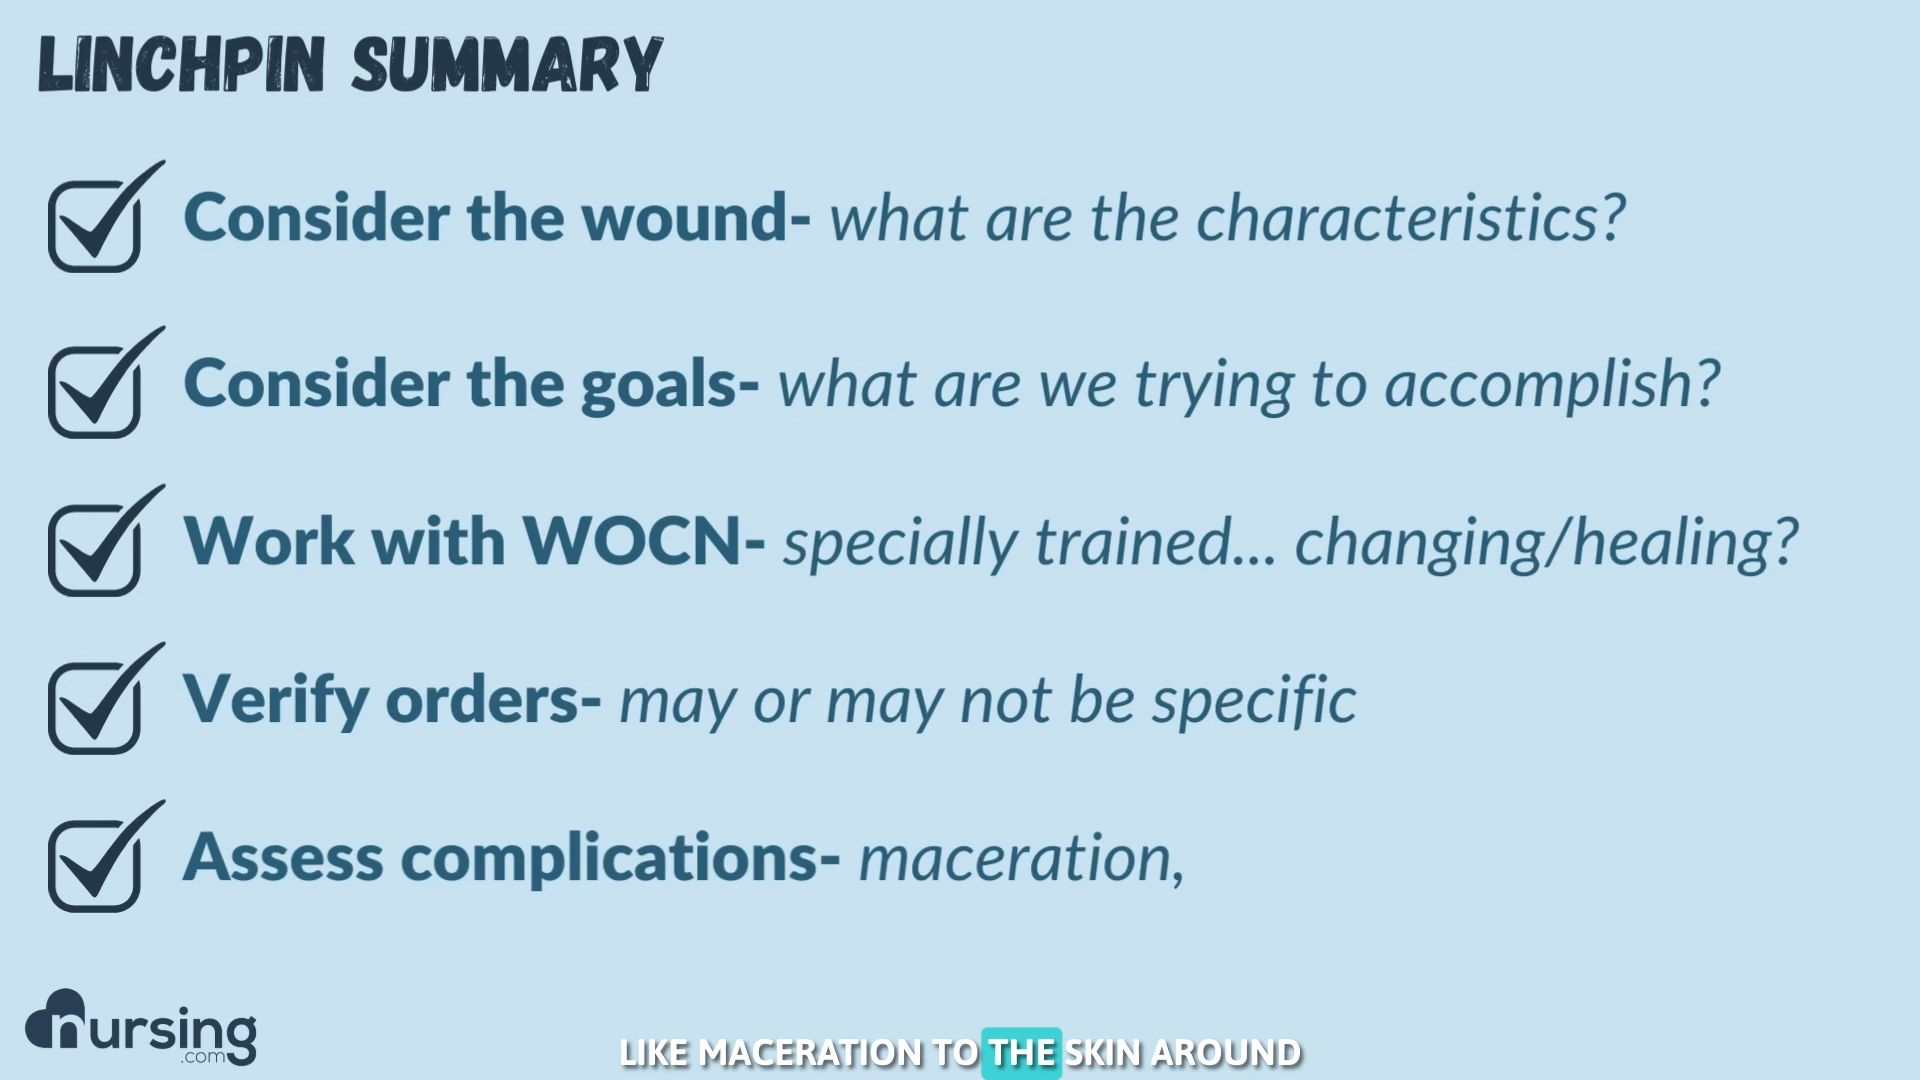 LINCHPIN SUMMARY
Consider the wound- what are the characteristics?
Consider the goals- what are we trying to accomplish?
Work with WOCN- specially trained... changing/healing?
Verify orders- may or may not be specific
Assess complications- maceration,
nursing
.com
LIKE MACERATION TO THE SKIN AROUND